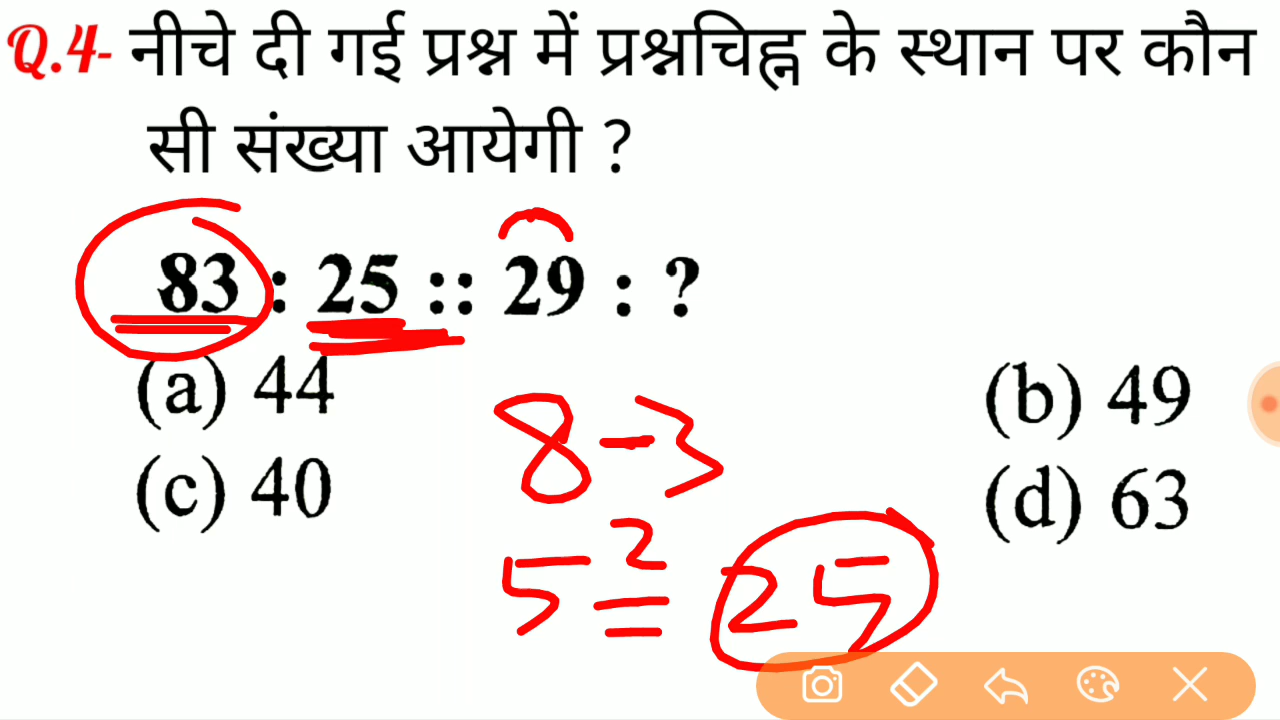 Q.4- नीचे दी गई प्रश्न में प्रश्नचिह्न के स्थान पर कौन
सी संख्या आयेगी ?
83 : 25 :: 29 : ?
(a) 44 (b) 49
(c) 40 (d) 63
8-3
5² = 25